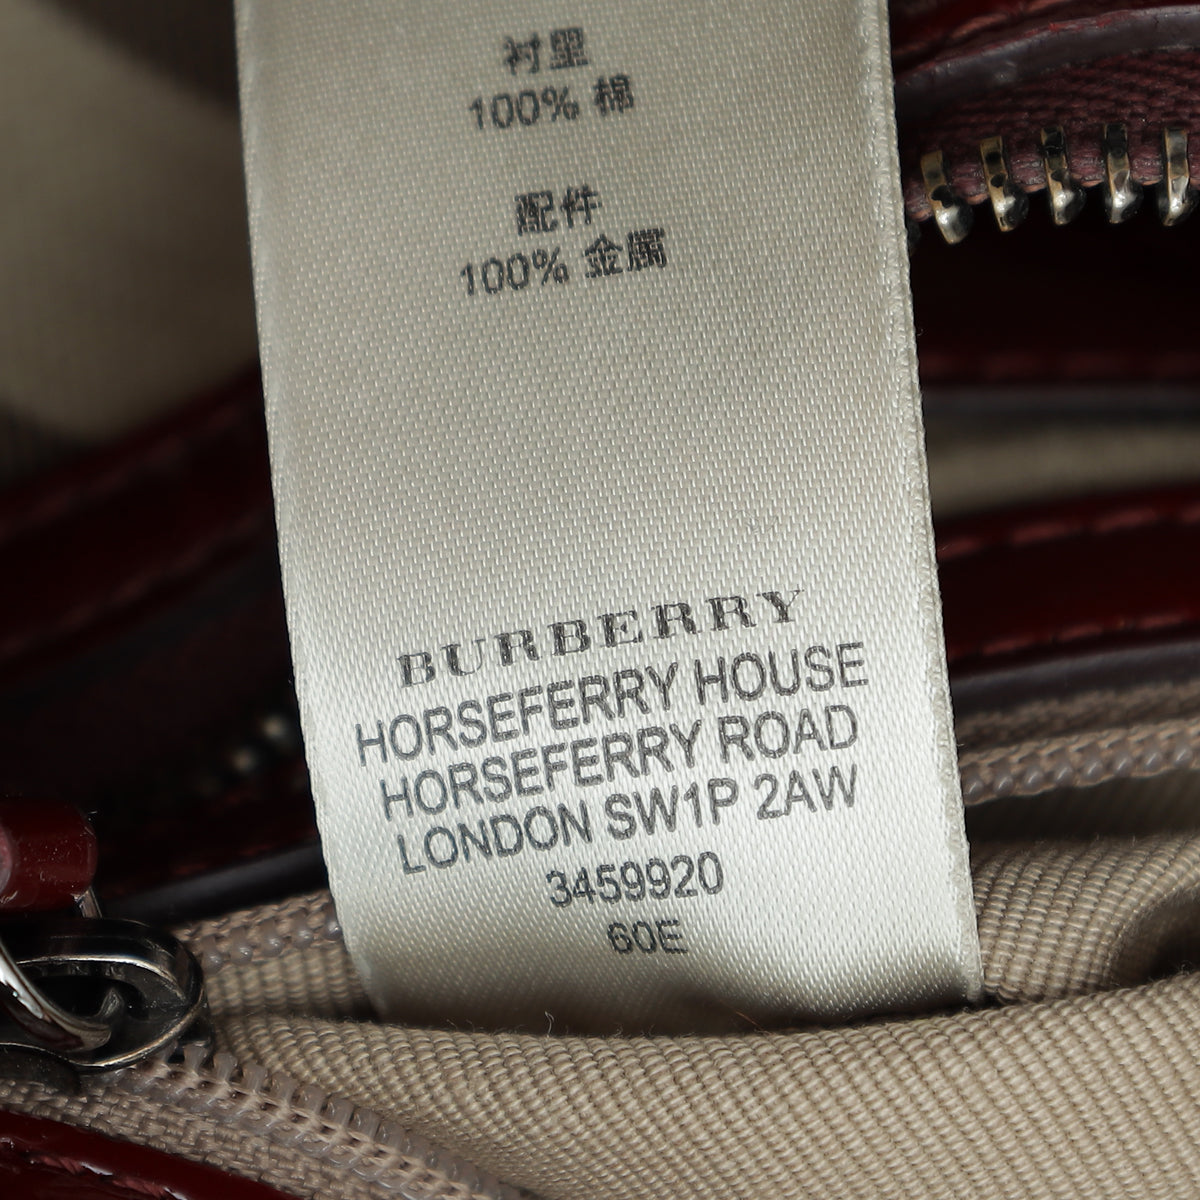 衬里
100% 棉
配件
100% 金属
BURBERRY
HORSEFERRY HOUSE
HORSEFERRY ROAD
LONDON SW1P 2AW
3459920
60E